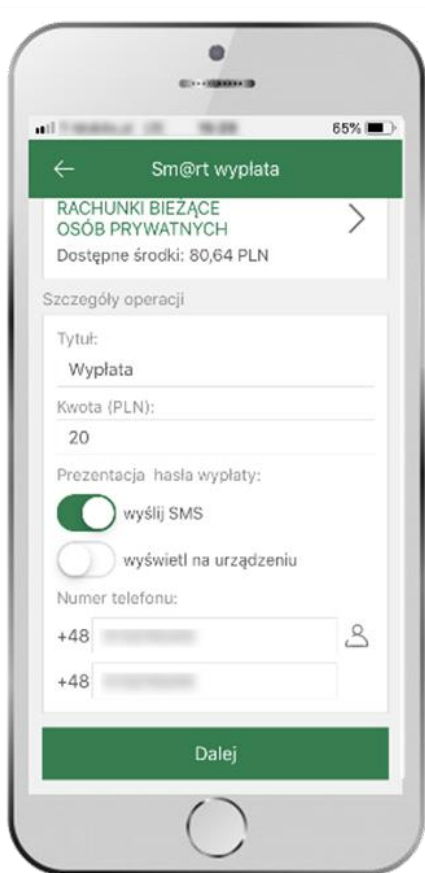 65%
Sm@rt wypłata
RACHUNKI BIEŻĄCE
OSÓB PRYWATNYCH
Dostępne środki: 80,64 PLN
Szczegóły operacji
Tytuł:
Wypłata
Kwota (PLN):
20
Prezentacja hasła wypłaty:
wyślij SMS
wyświetl na urządzeniu
Numer telefonu:
+48
+48
Dalej